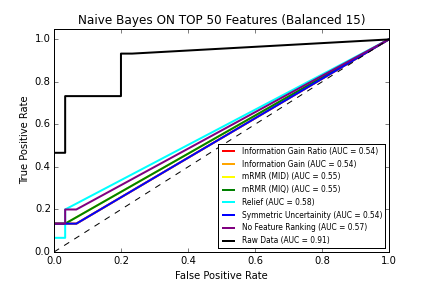 Naive Bayes ON TOP 50 Features (Balanced 15)
1.0
0.8
0.6
0.4
0.2
0.0
True Positive Rate
Information Gain Ratio (AUC = 0.54)
Information Gain (AUC = 0.54)
mRMR (MID) (AUC = 0.55)
mRMR (MIQ) (AUC = 0.55)
Relief (AUC = 0.58)
Symmetric Uncertainity (AUC = 0.54)
No Feature Ranking (AUC = 0.57)
Raw Data (AUC = 0.91)
0.0 0.2 0.4 0.6 0.8 1.0
False Positive Rate